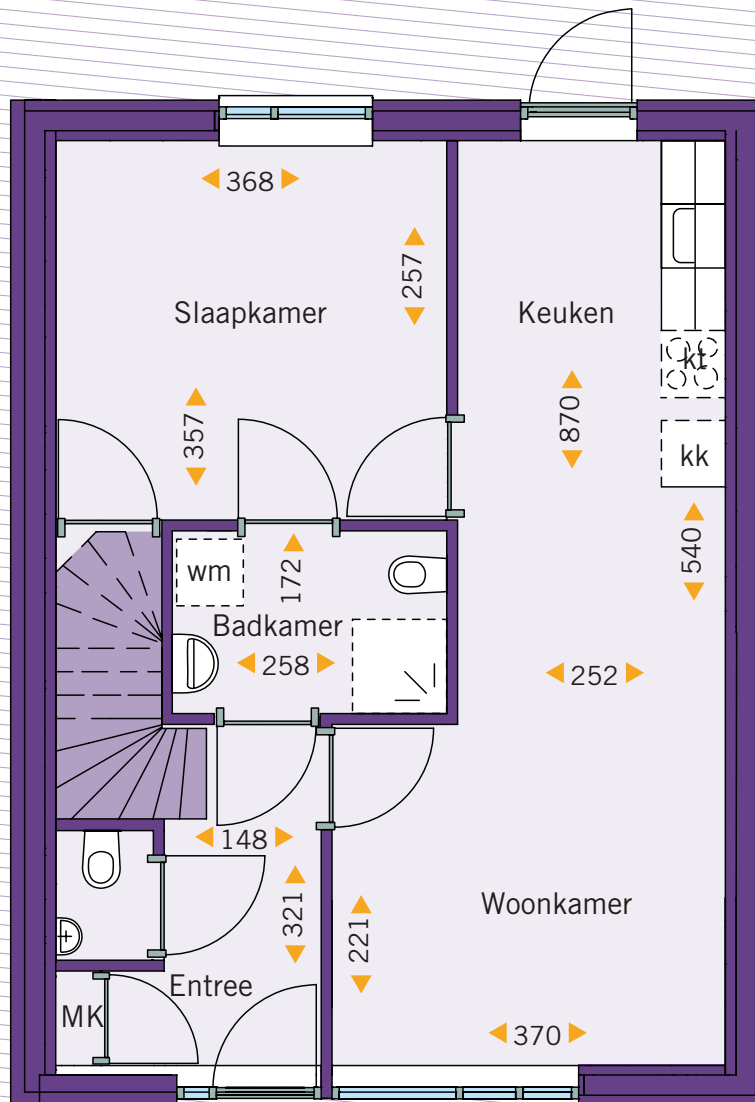 368
257
Slaapkamer
Keuken
kt
357
870
kk
540
wm
172
Badkamer
258
252
148
321
221
Woonkamer
Entree
MK
370